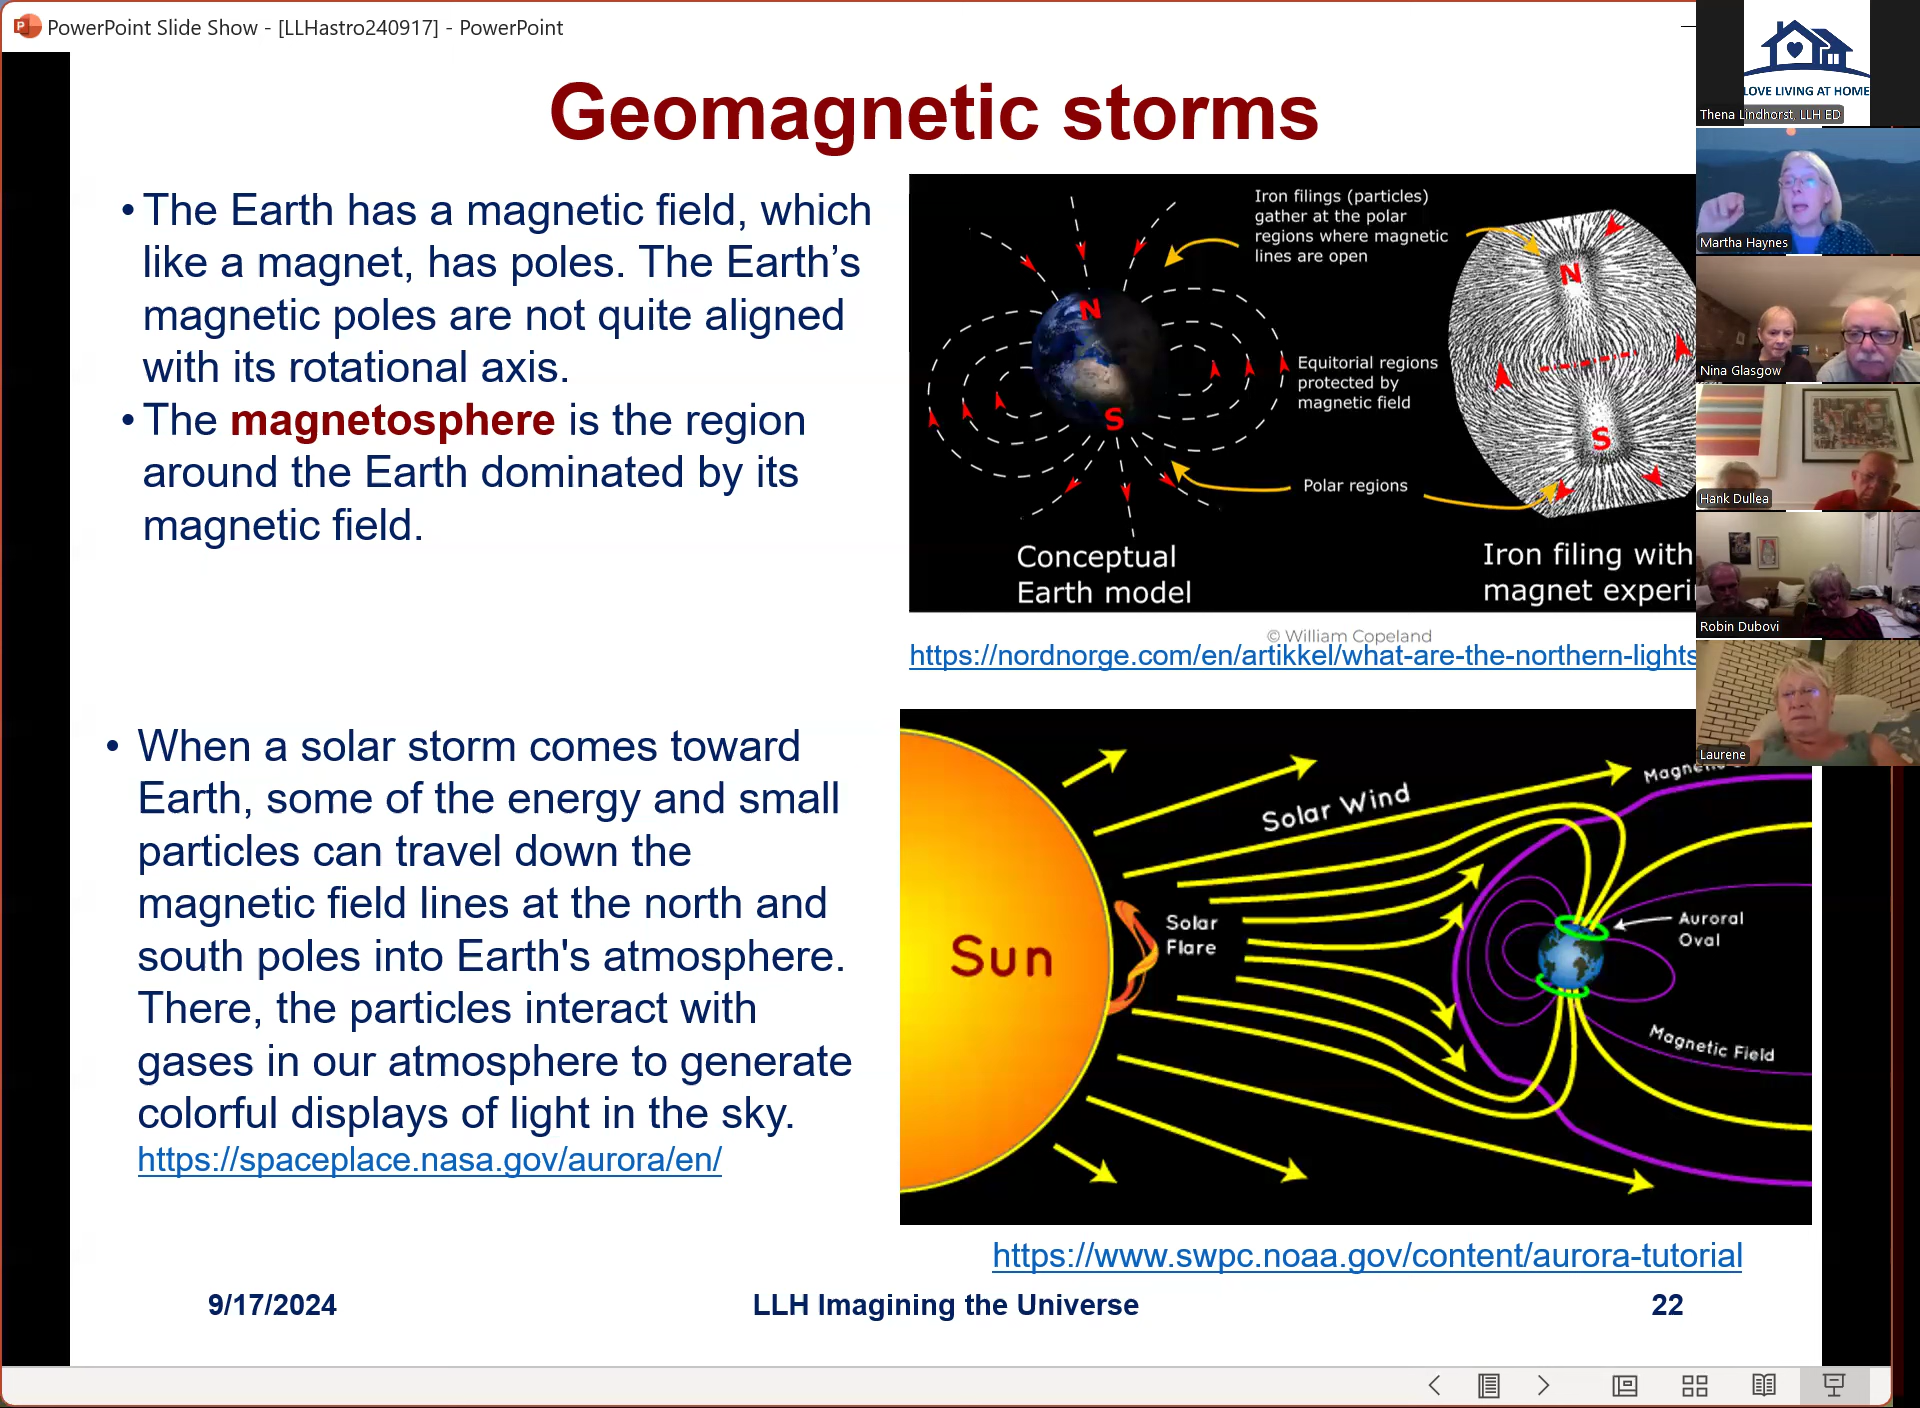 PowerPoint Slide Show - [LLHastro240917] - PowerPoint
Geomagnetic storms
• The Earth has a magnetic field, which
like a magnet, has poles. The Earth’s
magnetic poles are not quite aligned
with its rotational axis.
• The magnetosphere is the region
around the Earth dominated by its
magnetic field.
Iron filings (particles)
gather at the polar
regions where magnetic
lines are open
N
S
N
S
Equitorial regions
protected by
magnetic field
Polar regions
Conceptual
Earth model
Iron filing with
magnet experi
© William Copeland
https://nordnorge.com/en/artikkel/what-are-the-northern-lights
• When a solar storm comes toward
Earth, some of the energy and small
particles can travel down the
magnetic field lines at the north and
south poles into Earth's atmosphere.
There, the particles interact with
gases in our atmosphere to generate
colorful displays of light in the sky.
https://spaceplace.nasa.gov/aurora/en/
Sun
Solar
Flare
Solar Wind
Auroral
Oval
Magnetic Field
https://www.swpc.noaa.gov/content/aurora-tutorial
9/17/2024
LLH Imagining the Universe
22
LOVE LIVING AT HOME
Thena Lindhorst, LLH ED
Martha Haynes
Nina Glasgow
Hank Dullea
Robin Dubovi
Laurene